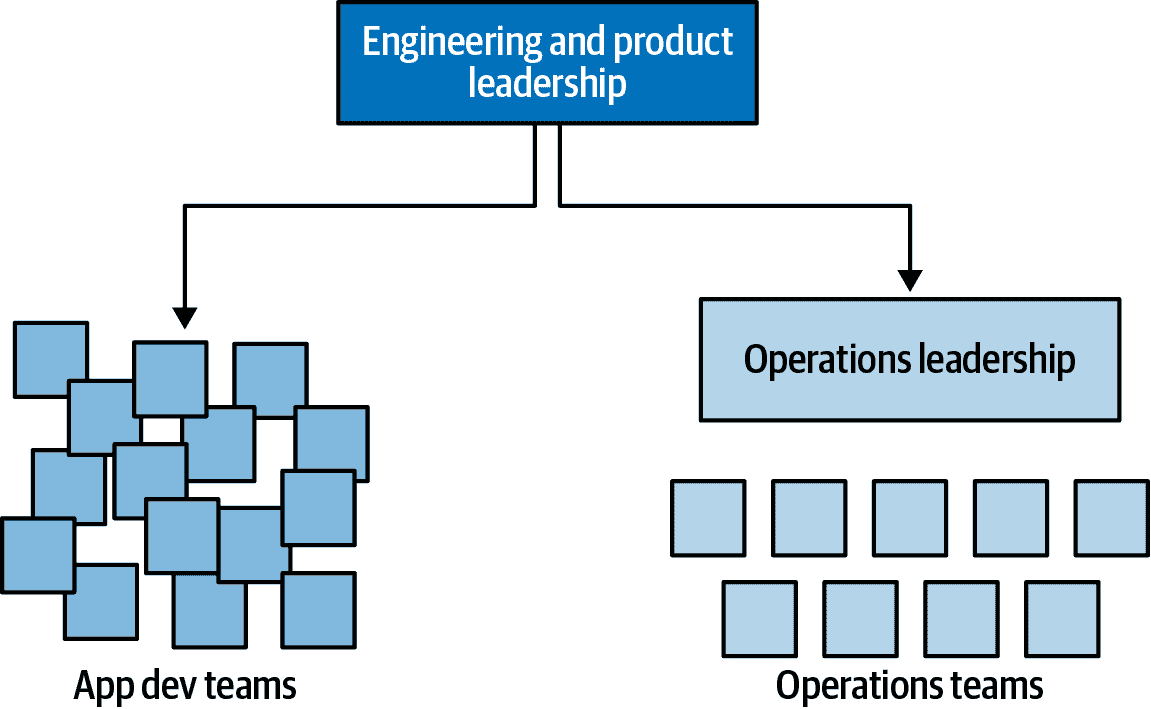 Engineering and product
leadership
Operations leadership
App dev teams
Operations teams